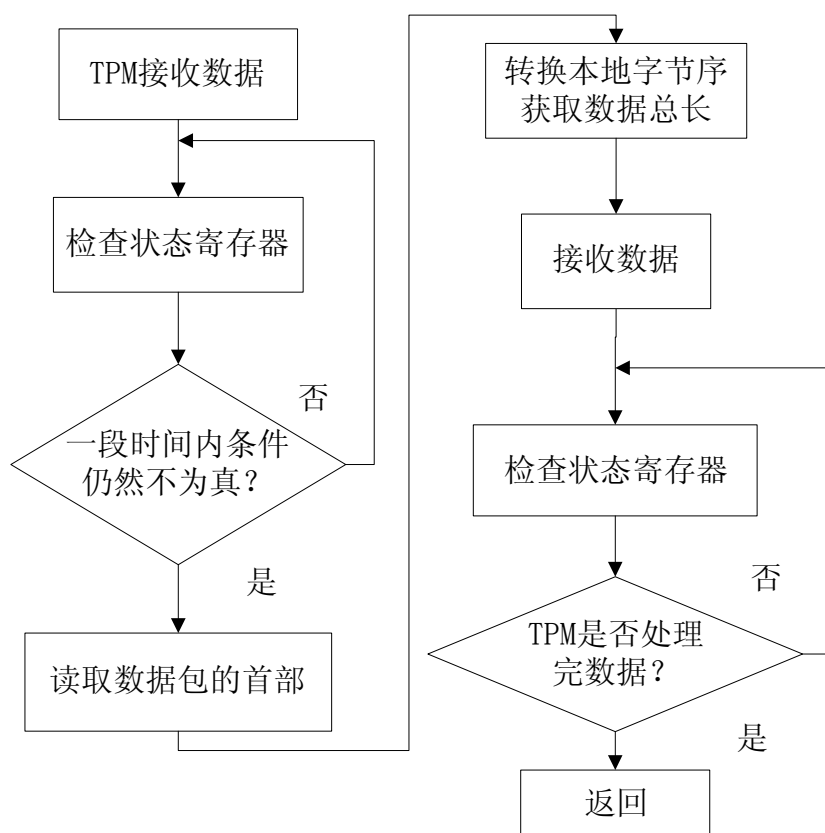 TPM接收数据
检查状态寄存器
否
一段时间内条件
仍然不为真？
是
读取数据包的首部
转换本地字节序
获取数据总长
接收数据
检查状态寄存器
否
TPM是否处理
完数据？
是
返回